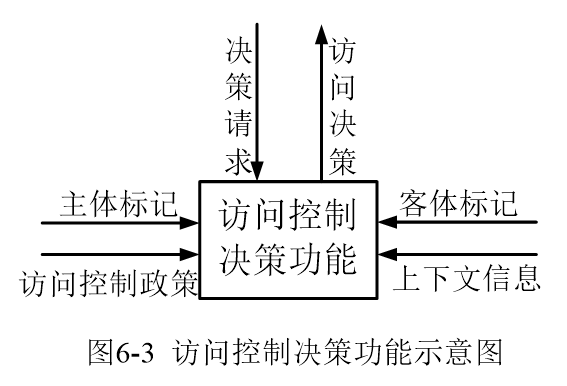 决策请求
访问决策
主体标记
访问控制政策
访问控制
决策功能
客体标记
上下文信息
图6-3 访问控制决策功能示意图